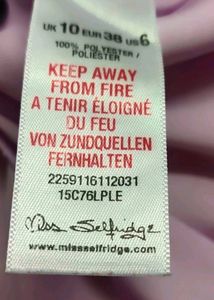 UK 10 EUR 38 US 6
100% POLYESTER /
POLIESTER
KEEP AWAY
FROM FIRE
A TENIR ÉLOIGNÉ
DU FEU
VON ZUNDQUELLEN
FERNHALTEN
2259116112031
15C76LPLE
Miss Selfridge
www.missselfridge.com